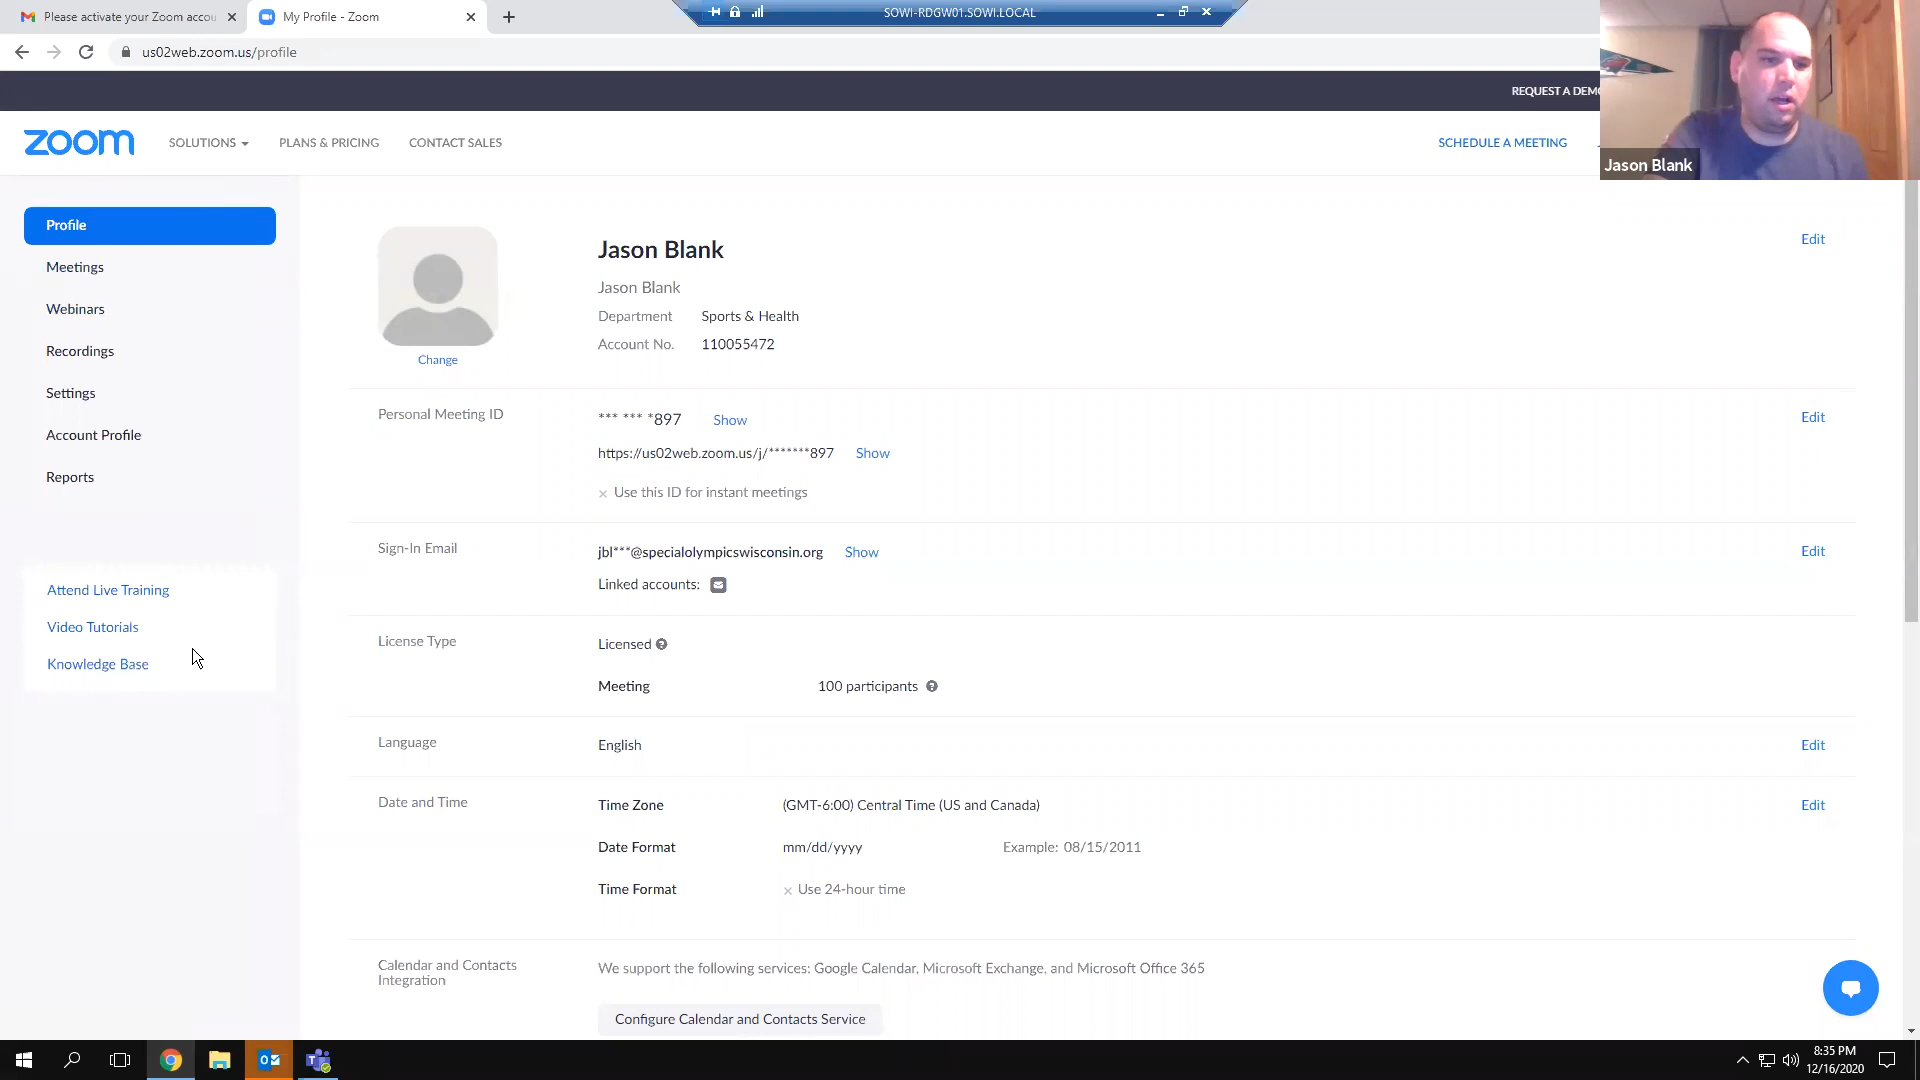 Please activate your Zoom accou
My Profile - Zoom
SOWI-RDGW01.SOWI.LOCAL
us02web.zoom.us/profile
REQUEST A DEMO
zoom
SOLUTIONS
PLANS & PRICING
CONTACT SALES
SCHEDULE A MEETING
Jason Blank
Profile
Meetings
Webinars
Recordings
Settings
Account Profile
Reports
Attend Live Training
Video Tutorials
Knowledge Base
Change
Jason Blank
Edit
Jason Blank
Department Sports & Health
Account No. 110055472
Personal Meeting ID
*** *** *897 Show
Edit
https://us02web.zoom.us/j/*******897 Show
× Use this ID for instant meetings
Sign-In Email
jbl***@specialolympicswisconsin.org Show
Edit
Linked accounts:
License Type
Licensed ?
Meeting 100 participants ?
Language
English
Edit
Date and Time
Time Zone (GMT-6:00) Central Time (US and Canada)
Edit
Date Format mm/dd/yyyy Example: 08/15/2011
Time Format × Use 24-hour time
Calendar and Contacts
Integration
We support the following services: Google Calendar, Microsoft Exchange, and Microsoft Office 365
Configure Calendar and Contacts Service
8:35 PM
12/16/2020